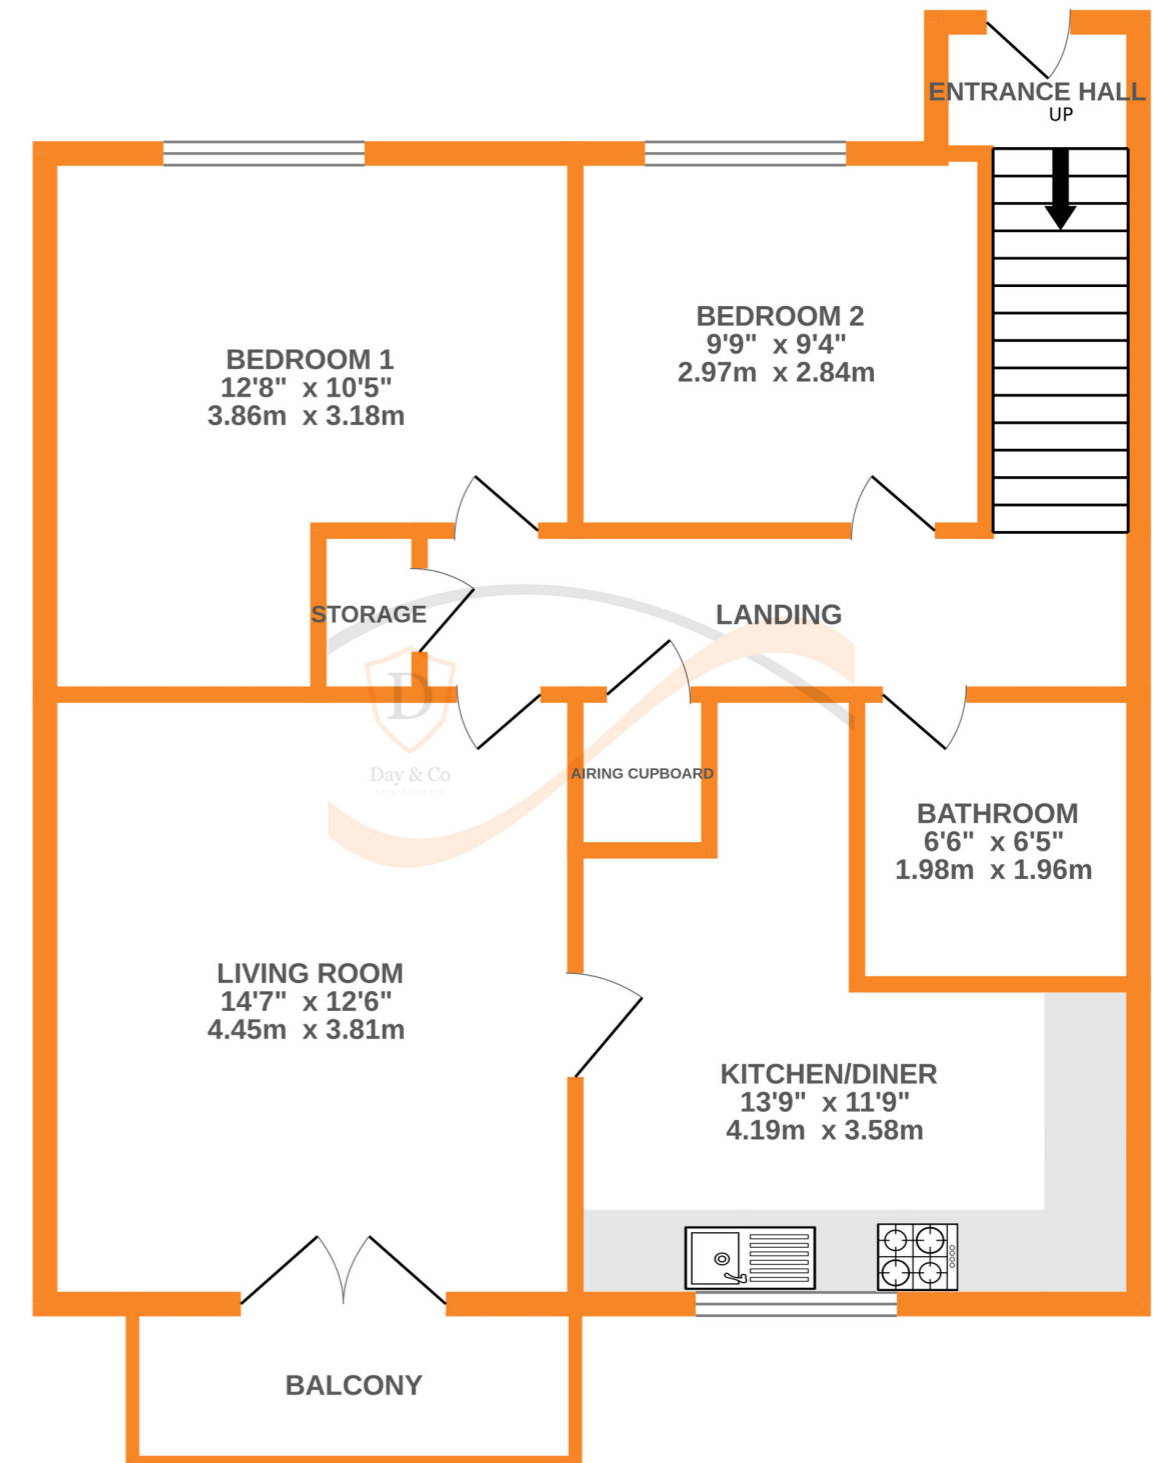 ENTRANCE HALL
UP
BEDROOM 2
9'9" x 9'4"
2.97m x 2.84m
BEDROOM 1
12'8" x 10'5"
3.86m x 3.18m
STORAGE
LANDING
D
Day & Co
AIRING CUPBOARD
BATHROOM
6'6" x 6'5"
1.98m x 1.96m
LIVING ROOM
14'7" x 12'6"
4.45m x 3.81m
KITCHEN/DINER
13'9" x 11'9"
4.19m x 3.58m
BALCONY